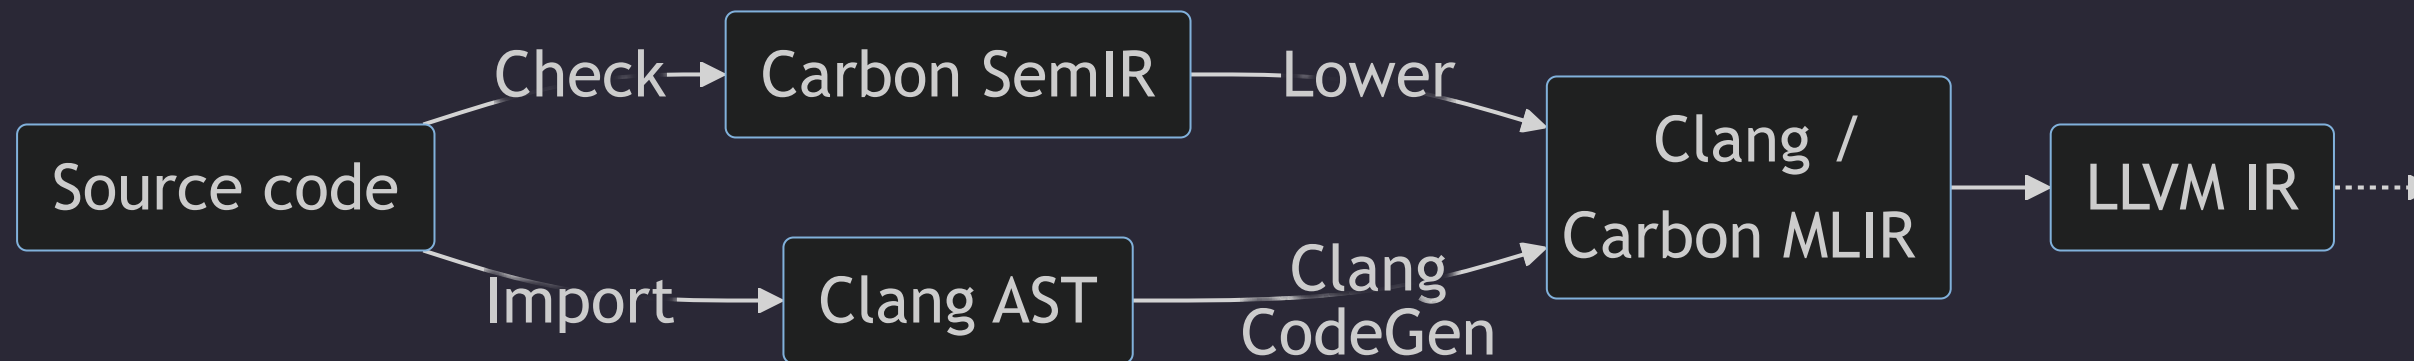 Source code
Check
Carbon SemIR
Lower
Import
Clang AST
Clang
CodeGen
Clang /
Carbon MLIR
LLVM IR